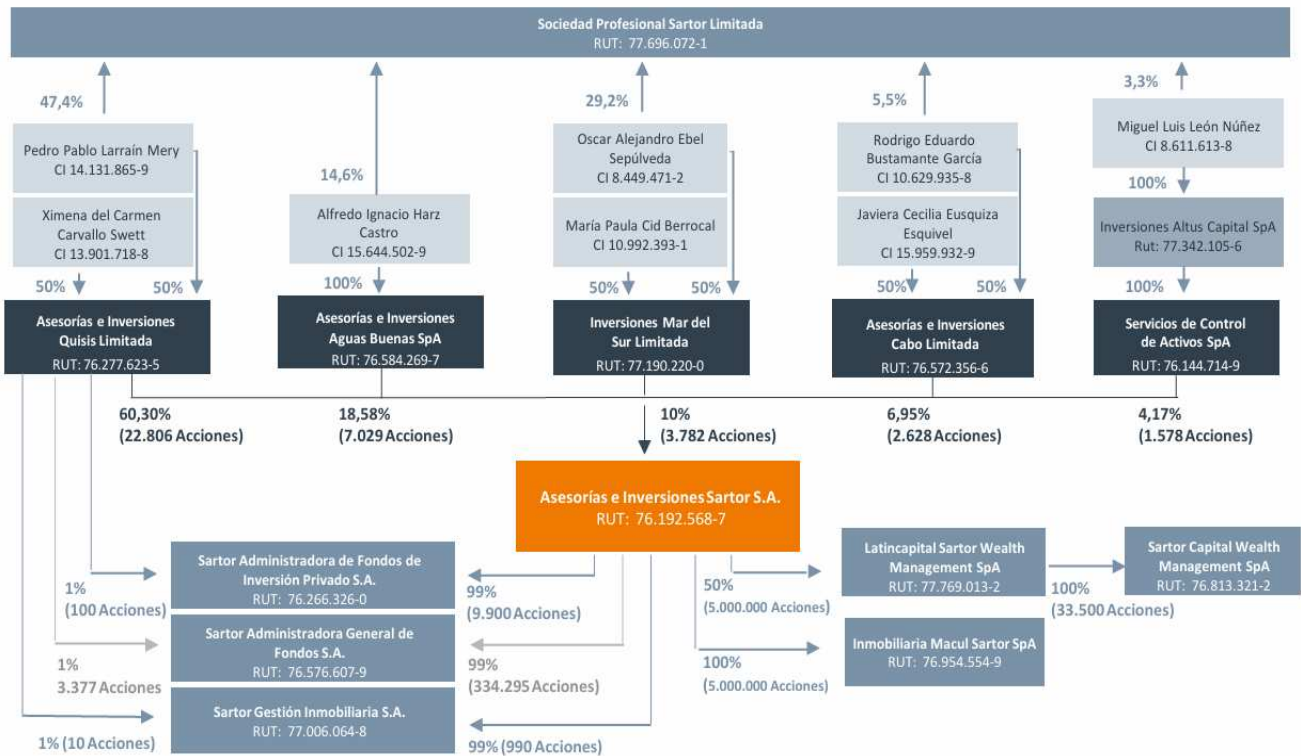 Sociedad Profesional Sartor Limitada
RUT: 77.696.072-1
47,4%
Pedro Pablo Larraín Mery
CI 14.131.865-9
Ximena del Carmen
Carvallo Swett
CI 13.901.718-8
50%
50%
14,6%
Alfredo Ignacio Harz
Castro
CI 15.644.502-9
100%
29,2%
Oscar Alejandro Ebel
Sepúlveda
CI 8.449.471-2
María Paula Cid Berrocal
CI 10.992.393-1
50%
50%
5,5%
Rodrigo Eduardo
Bustamante García
CI 10.629.935-8
Javiera Cecilia Eusquiza
Esquivel
CI 15.959.932-9
50%
50%
3,3%
Miguel Luis León Núñez
CI 8.611.613-8
100%
Inversiones Altus Capital SpA
Rut: 77.342.105-6
100%
Asesorías e Inversiones
Quisis Limitada
RUT: 76.277.623-5
Asesorías e Inversiones
Aguas Buenas SpA
RUT: 76.584.269-7
Inversiones Mar del
Sur Limitada
RUT: 77.190.220-0
Asesorías e Inversiones
Cabo Limitada
RUT: 76.572.356-6
Servicios de Control
de Activos SpA
RUT: 76.144.714-9
60,30%
(22.806 Acciones)
18,58%
(7.029 Acciones)
10%
(3.782 Acciones)
6,95%
(2.628 Acciones)
4,17%
(1.578 Acciones)
Asesorías e Inversiones Sartor S.A.
RUT: 76.192.568-7
1%
(100 Acciones)
Sartor Administradora de Fondos de
Inversión Privado S.A.
RUT: 76.266.326-0
99%
(9.900 Acciones)
1%
3.377 Acciones
Sartor Administradora General de
Fondos S.A.
RUT: 76.576.607-9
99%
(334.295 Acciones)
1% (10 Acciones)
Sartor Gestión Inmobiliaria S.A.
RUT: 77.006.064-8
99% (990 Acciones)
50%
(5.000.000 Acciones)
Latincapital Sartor Wealth
Management SpA
RUT: 77.769.013-2
100%
(33.500 Acciones)
Sartor Capital Wealth
Management SpA
RUT: 76.813.321-2
100%
(5.000.000 Acciones)
Inmobiliaria Macul Sartor SpA
RUT: 76.954.554-9